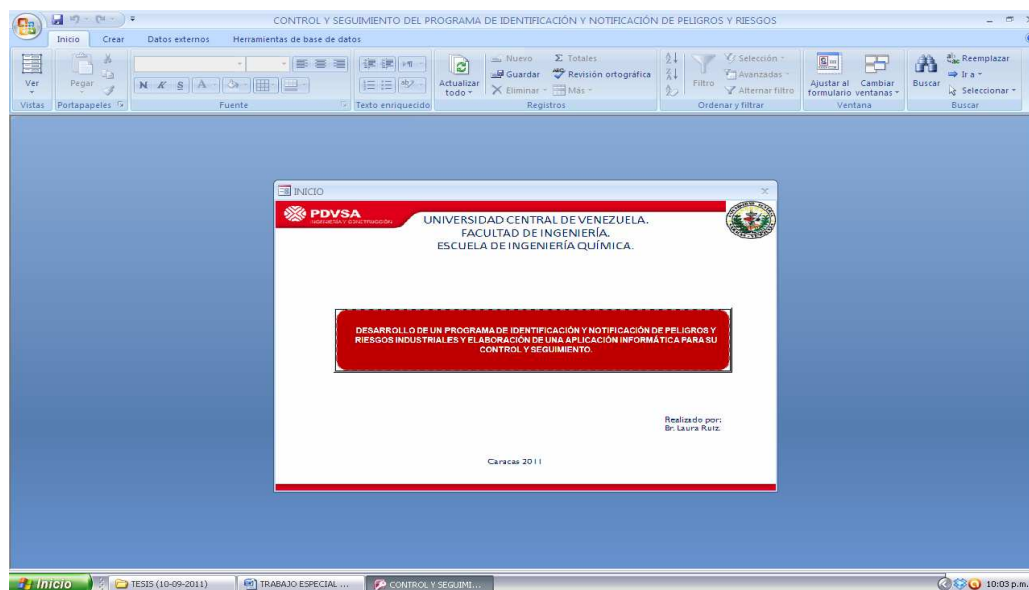 CONTROL Y SEGUIMIENTO DEL PROGRAMA DE IDENTIFICACIÓN Y NOTIFICACIÓN DE PELIGROS Y RIESGOS
Inicio Crear Datos externos Herramientas de base de datos
Ver
Pegar
N K S A
Actualizar todo
Nuevo
Guardar
Eliminar
Totales
Revisión ortográfica
Más
Filtro
Selección
Avanzadas
Alternar filtro
Ajustar al formulario
Cambiar ventanas
Buscar
Reemplazar
Ir a
Seleccionar
Vistas Portapapeles Fuente Texto enriquecido Registros Ordenar y filtrar Ventana Buscar
INICIO
PDVSA
INGENIERÍA Y CONSTRUCCIÓN
UNIVERSIDAD CENTRAL DE VENEZUELA.
FACULTAD DE INGENIERÍA.
ESCUELA DE INGENIERÍA QUÍMICA.
DESARROLLO DE UN PROGRAMA DE IDENTIFICACIÓN Y NOTIFICACIÓN DE PELIGROS Y
RIESGOS INDUSTRIALES Y ELABORACIÓN DE UNA APLICACIÓN INFORMÁTICA PARA SU
CONTROL Y SEGUIMIENTO.
Realizado por:
Br. Laura Ruiz.
Caracas 2011
Inicio TESIS (10-09-2011) TRABAJO ESPECIAL ... CONTROL Y SEGUIMI... 10:03 p.m.